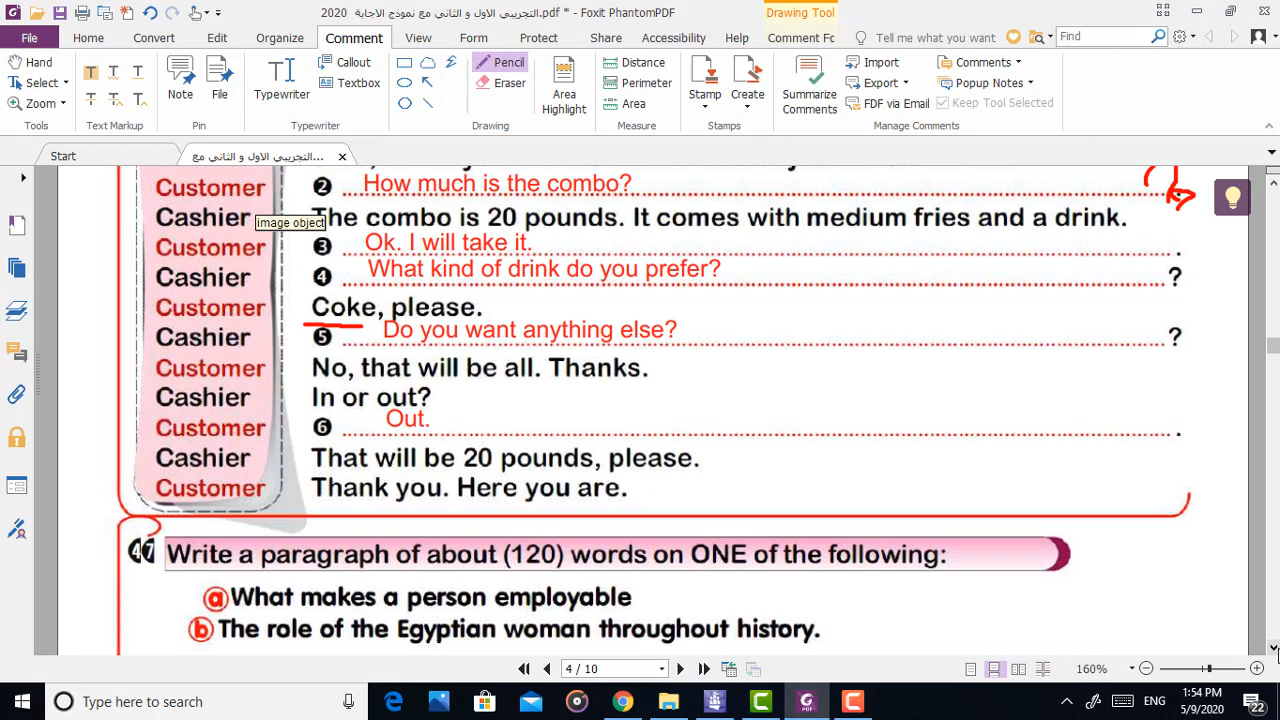 التجريبي الاول و الثاني مع نموذج الاجابة 2020.pdf * - Foxit PhantomPDF
Drawing Tool
File Home Convert Edit Organize Comment View Form Protect Share Accessibility Help Comment Fc Tell me what you want Find
Hand
Select
Zoom
Tools
Text Markup
Note
File
Pin
Typewriter
Callout
Textbox
Typewriter
Pencil
Eraser
Drawing
Area Highlight
Distance
Perimeter
Area
Measure
Stamp
Create
Stamps
Summarize Comments
Import
Export
FDF via Email
Comments
Popup Notes
Keep Tool Selected
Manage Comments
Start
التجريبي الاول و الثاني مع...
Customer ❷ How much is the combo?
Cashier The combo is 20 pounds. It comes with medium fries and a drink.
image object
Customer ❸ Ok. I will take it. .
Cashier ❹ What kind of drink do you prefer? ?
Customer Coke, please.
Cashier ❺ Do you want anything else? ?
Customer No, that will be all. Thanks.
Cashier In or out?
Customer ❻ Out. .
Cashier That will be 20 pounds, please.
Customer Thank you. Here you are.
47 Write a paragraph of about (120) words on ONE of the following:
a What makes a person employable
b The role of the Egyptian woman throughout history.
4 / 10
160%
Type here to search
ENG
1:54 PM
5/9/2020
22